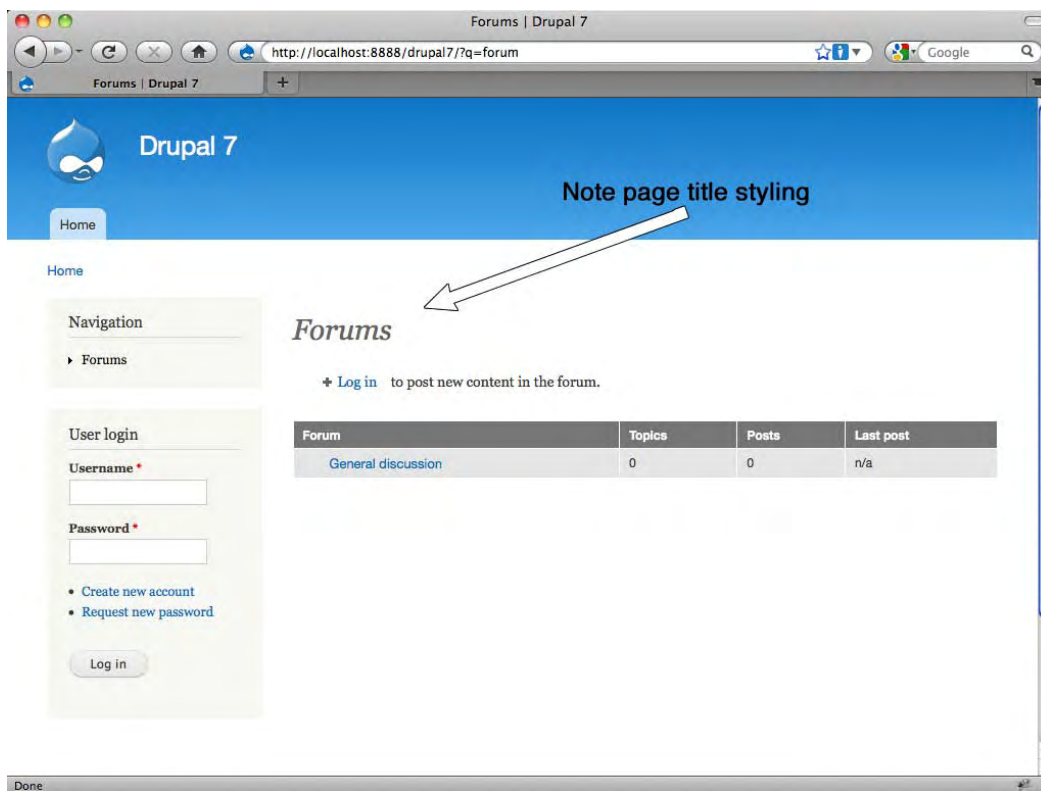 Forums | Drupal 7
http://localhost:8888/drupal7/?q=forum
Google
Forums | Drupal 7
+
Drupal 7
Note page title styling
Home
Home
Navigation
Forums
Forums
Log in to post new content in the forum.
User login
Username *
Password *
Create new account
Request new password
Log in
Forum Topics Posts Last post
General discussion 0 0 n/a
Done